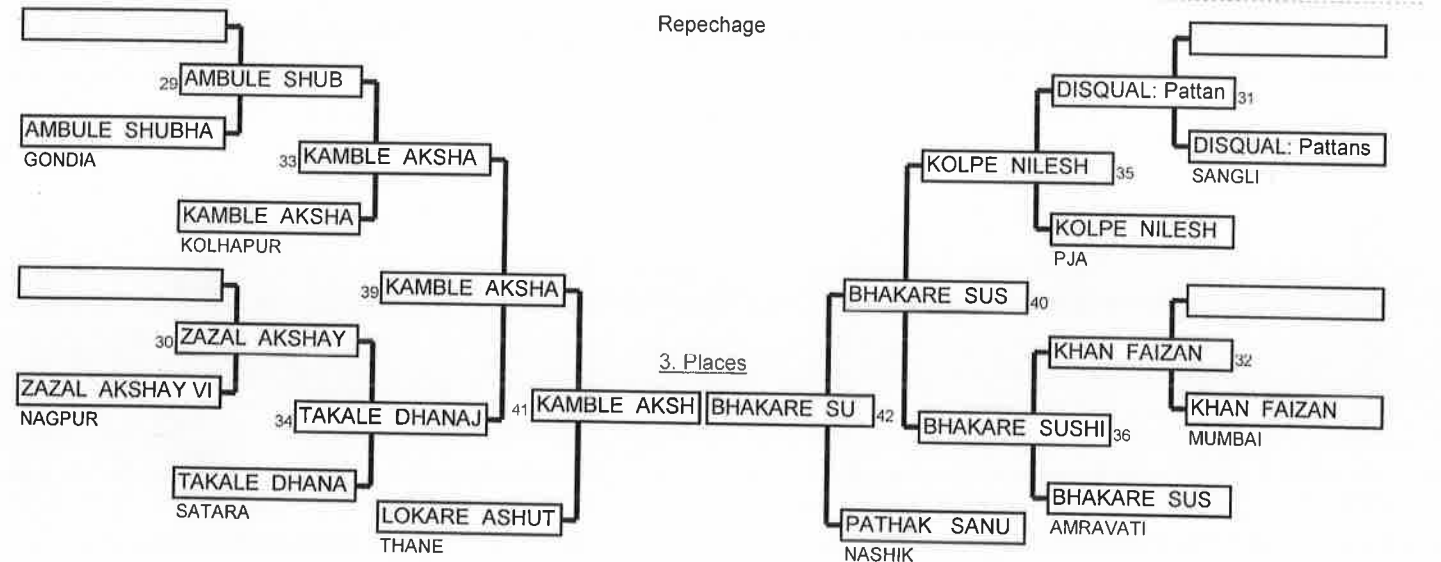 Repechage
29 AMBULE SHUB
AMBULE SHUBHA
GONDIA
33 KAMBLE AKSHA
KAMBLE AKSHA
KOLHAPUR
39 KAMBLE AKSHA
30 ZAZAL AKSHAY
ZAZAL AKSHAY VI
NAGPUR
34 TAKALE DHANAJ
TAKALE DHANA
SATARA
41 KAMBLE AKSH
LOKARE ASHUT
THANE
3. Places
DISQUAL: Pattan 31
DISQUAL: Pattans
SANGLI
KOLPE NILESH 35
KOLPE NILESH
PJA
BHAKARE SUS 40
KHAN FAIZAN 32
KHAN FAIZAN
MUMBAI
BHAKARE SU 42
BHAKARE SUSHI 36
BHAKARE SUS
AMRAVATI
PATHAK SANU
NASHIK